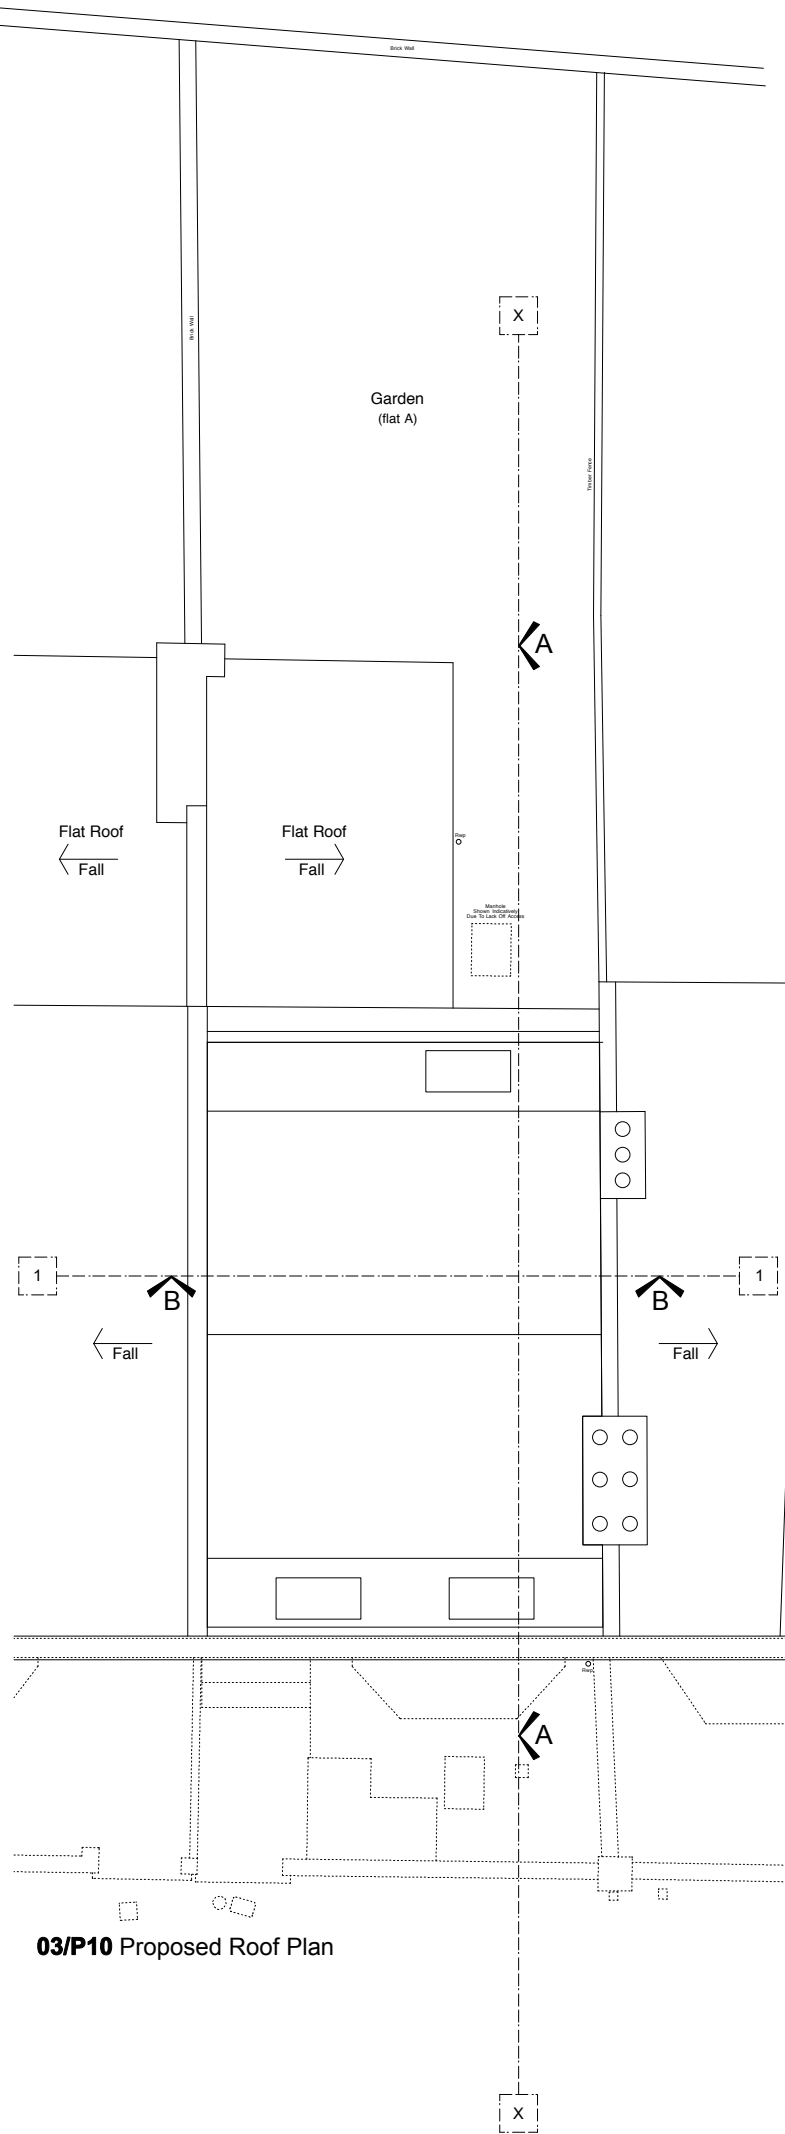 Brick Wall
X
Brick Wall
Garden
(flat A)
Timber Fence
A
Flat Roof
Fall
Flat Roof
Fall
Rwp
Manhole
Shown Indicatively
Due To Lack Off Access
1
1
B
B
Fall
Fall
Rwp
A
03/P10 Proposed Roof Plan
X